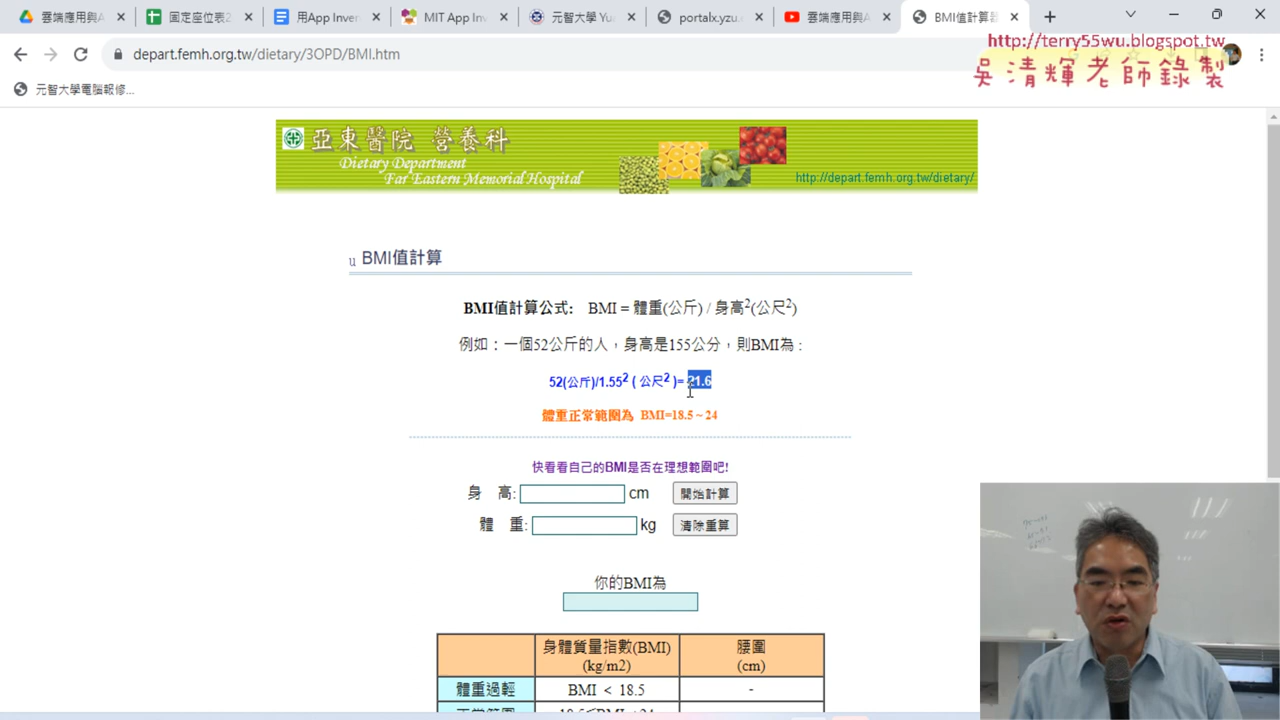 雲端應用與A
固定座位表2
用App Inver
MIT App Inv
元智大學 Yu
portalx.yzu.c
雲端應用與A
BMI值計算器
http://terry55wu.blogspot.tw
depart.femh.org.tw/dietary/3OPD/BMI.htm
吳清輝老師錄製
元智大學電腦報修...
亞東醫院 營養科
Dietary Department
Far Eastern Memorial Hospital
http://depart.femh.org.tw/dietary/
u BMI值計算
BMI值計算公式: BMI = 體重(公斤) / 身高2(公尺2)
例如：一個52公斤的人，身高是155公分，則BMI為 :
52(公斤)/1.552 ( 公尺2 )= 21.6
體重正常範圍為 BMI=18.5 ~ 24
快看看自己的BMI是否在理想範圍吧!
身 高: cm 開始計算
體 重: kg 清除重算
你的BMI為
身體質量指數(BMI) (kg/m2)
腰圍 (cm)
體重過輕 BMI < 18.5 -
正常範圍 18.5≦BMI <24